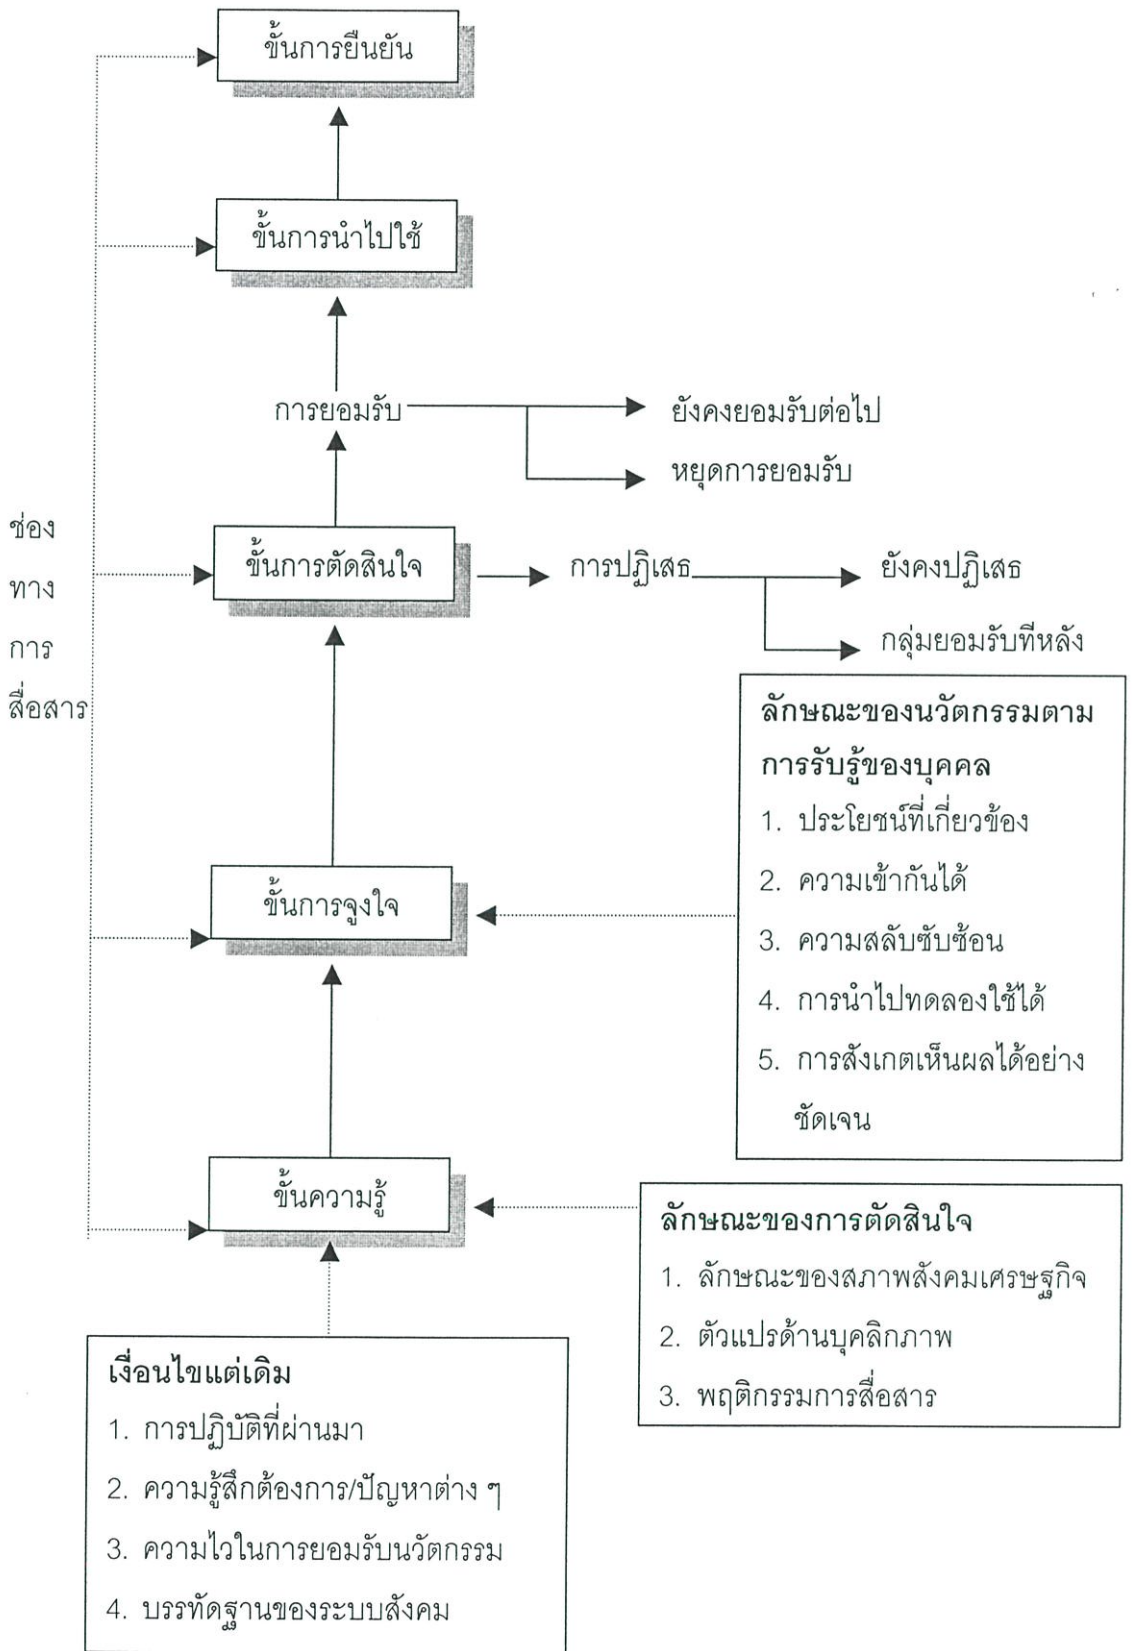 ขั้นการยืนยัน
ขั้นการนำไปใช้
การยอมรับ
ยังคงยอมรับต่อไป
หยุดการยอมรับ
ช่อง
ทาง
การ
สื่อสาร
ขั้นการตัดสินใจ
การปฏิเสธ
ยังคงปฏิเสธ
กลุ่มยอมรับทีหลัง
ลักษณะของนวัตกรรมตาม
การรับรู้ของบุคคล
1. ประโยชน์ที่เกี่ยวข้อง
2. ความเข้ากันได้
3. ความสลับซับซ้อน
4. การนำไปทดลองใช้ได้
5. การสังเกตเห็นผลได้อย่าง
ชัดเจน
ขั้นการจูงใจ
ขั้นความรู้
ลักษณะของการตัดสินใจ
1. ลักษณะของสภาพสังคมเศรษฐกิจ
2. ตัวแปรด้านบุคลิกภาพ
3. พฤติกรรมการสื่อสาร
เงื่อนไขแต่เดิม
1. การปฏิบัติที่ผ่านมา
2. ความรู้สึกต้องการ/ปัญหาต่าง ๆ
3. ความไวในการยอมรับนวัตกรรม
4. บรรทัดฐานของระบบสังคม